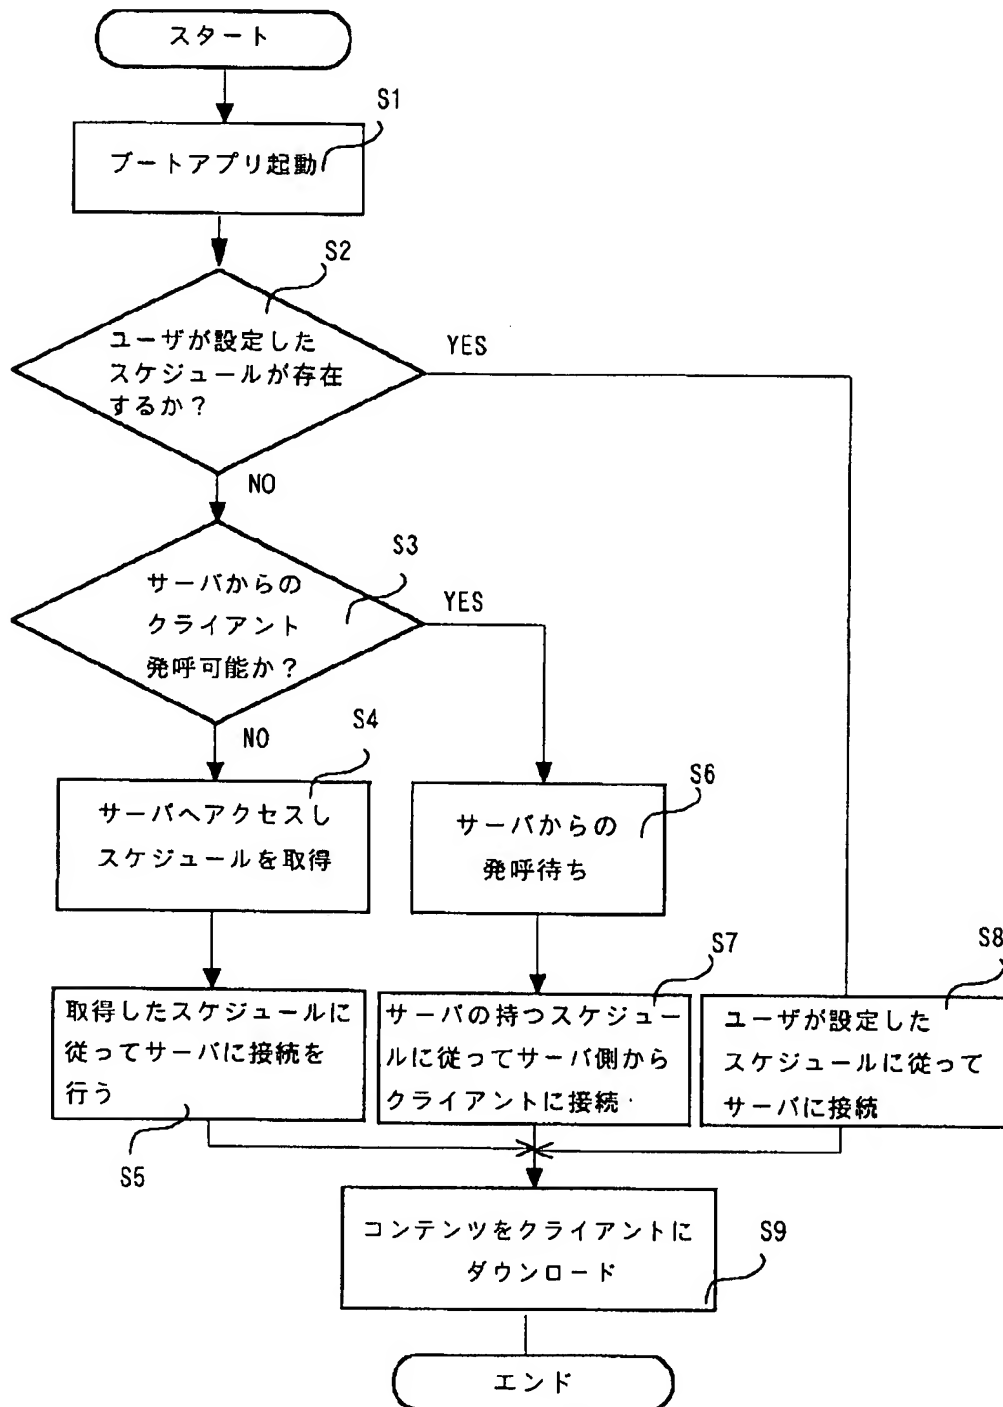 スタート
S1
ブートアプリ起動
S2
ユーザが設定した
スケジュールが存在
するか？
YES
NO
S3
サーバからの
クライアント
発呼可能か？
YES
NO
S4
サーバへアクセスし
スケジュールを取得
S6
サーバからの
発呼待ち
取得したスケジュールに
従ってサーバに接続を
行う
S5
S7
サーバの持つスケジュー
ルに従ってサーバ側から
クライアントに接続
S8
ユーザが設定した
スケジュールに従って
サーバに接続
コンテンツをクライアントに
ダウンロード
S9
エンド